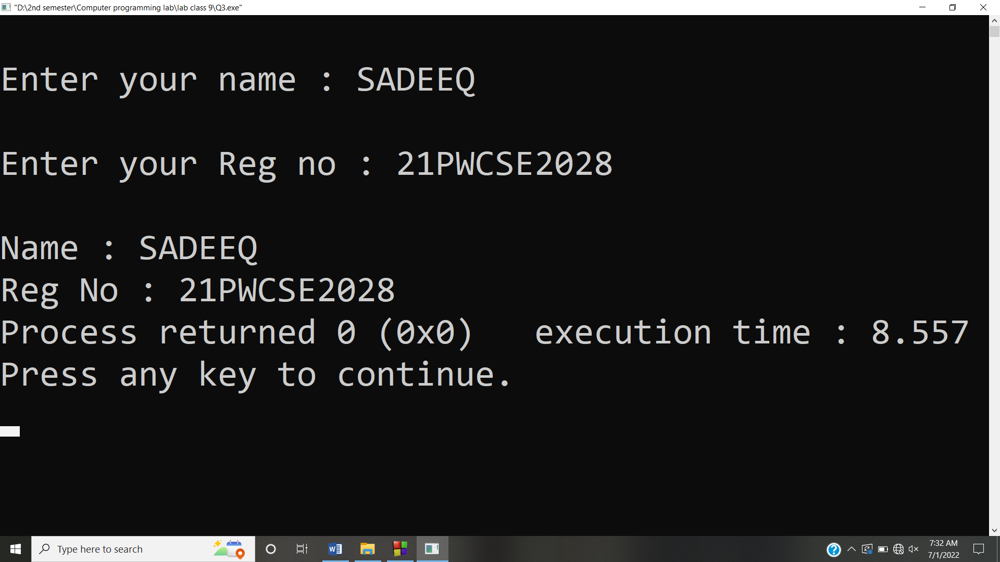 "D:\2nd semester\Computer programming lab\lab class 9\Q3.exe"
Enter your name : SADEEQ
Enter your Reg no : 21PWCSE2028
Name : SADEEQ
Reg No : 21PWCSE2028
Process returned 0 (0x0)   execution time : 8.557
Press any key to continue.
Type here to search
7:32 AM
7/1/2022